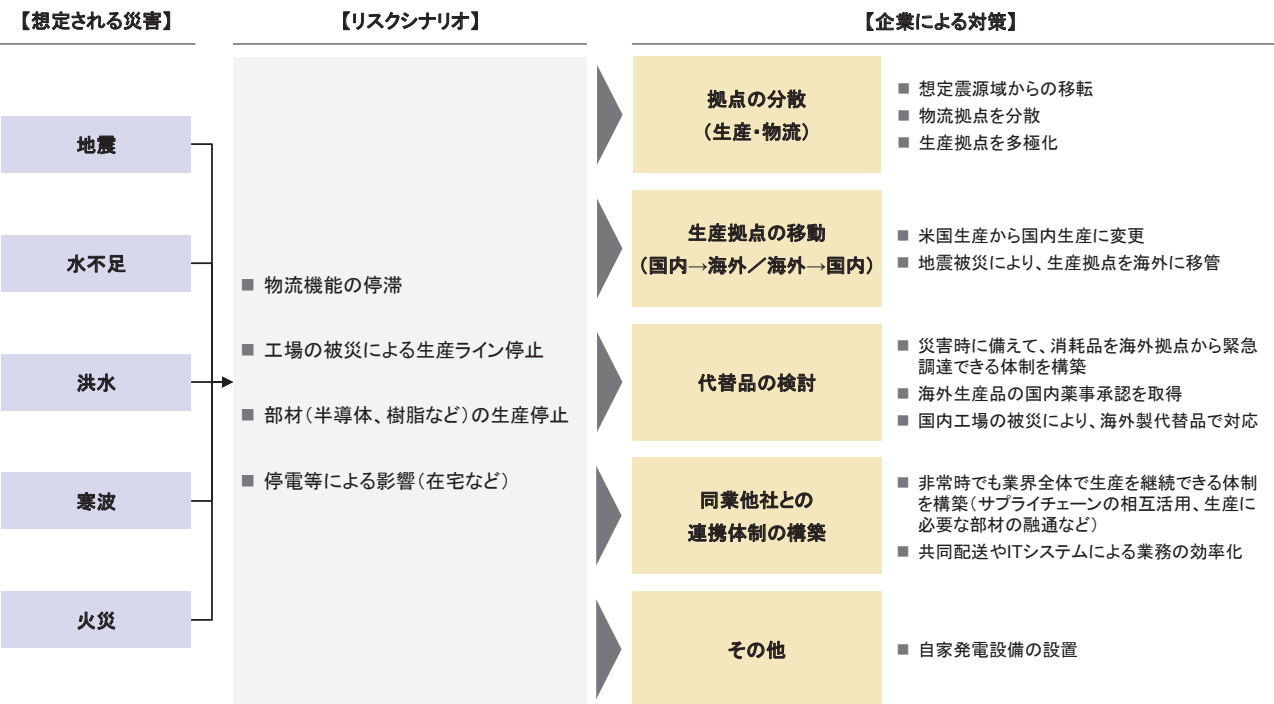 【想定される災害】
【リスクシナリオ】
【企業による対策】
地震
水不足
洪水
寒波
火災
■ 物流機能の停滞
■ 工場の被災による生産ライン停止
■ 部材（半導体、樹脂など）の生産停止
■ 停電等による影響（在宅など）
拠点の分散
（生産・物流）
■ 想定震源域からの移転
■ 物流拠点を分散
■ 生産拠点を多極化
生産拠点の移動
（国内→海外／海外→国内）
■ 米国生産から国内生産に変更
■ 地震被災により、生産拠点を海外に移管
代替品の検討
■ 災害時に備えて、消耗品を海外拠点から緊急
調達できる体制を構築
■ 海外生産品の国内薬事承認を取得
■ 国内工場の被災により、海外製代替品で対応
同業他社との
連携体制の構築
■ 非常時でも業界全体で生産を継続できる体制
を構築（サプライチェーンの相互活用、生産に
必要な部材の融通など）
■ 共同配送やITシステムによる業務の効率化
その他
■ 自家発電設備の設置